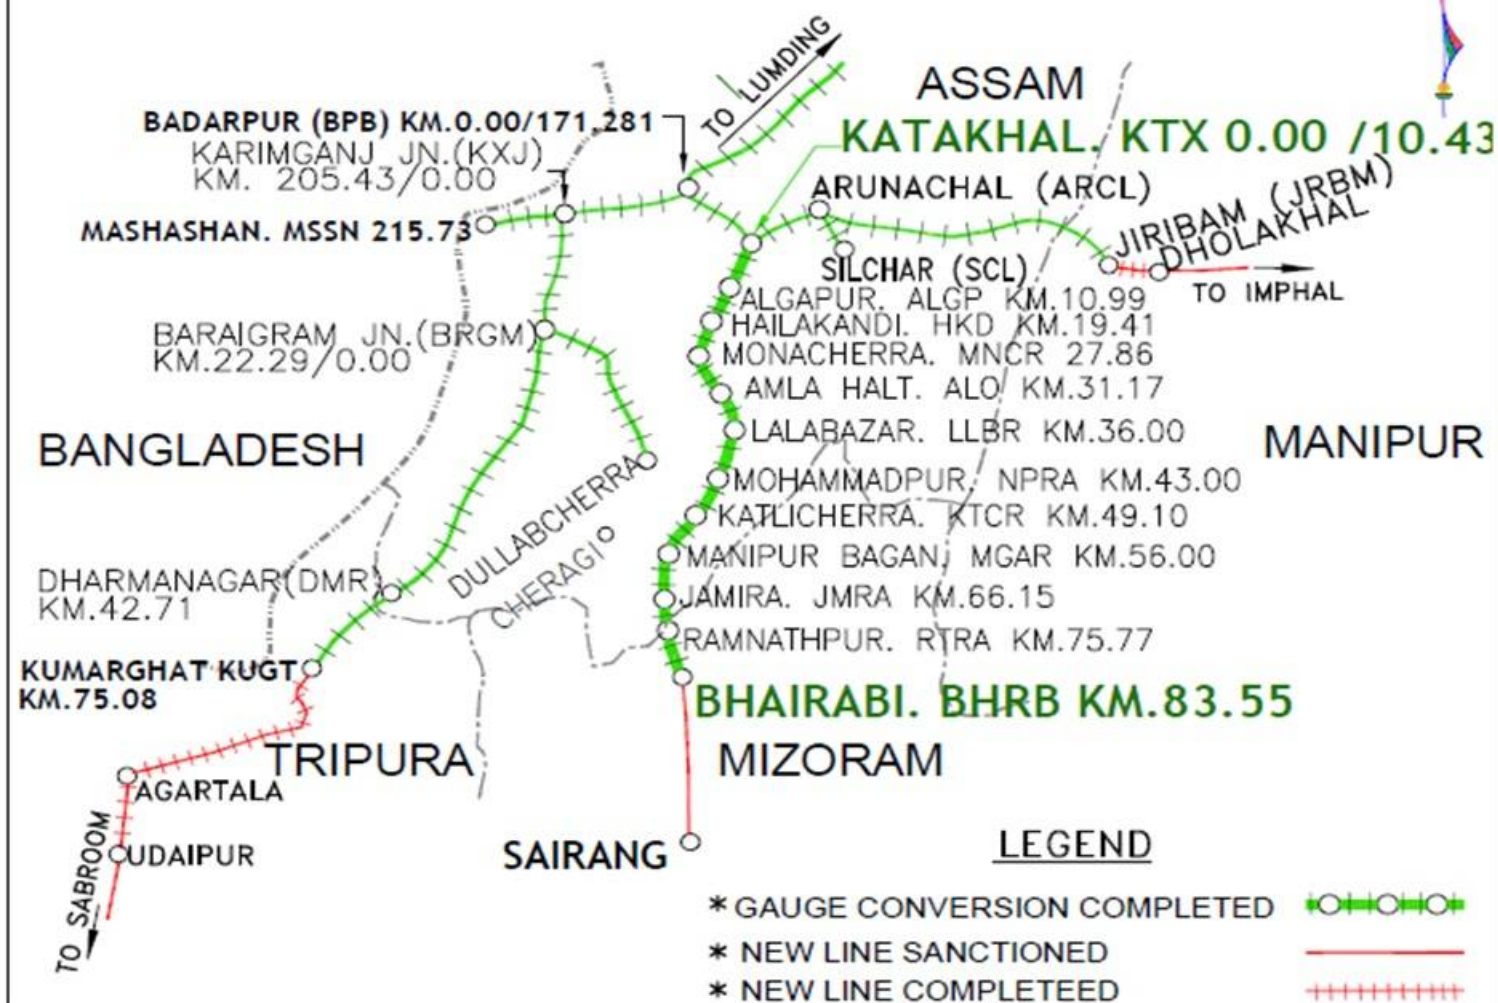 TO LUMDING
ASSAM
BADARPUR (BPB) KM.0.00/171.281
KATAKHAL. KTX 0.00 /10.43
KARIMGANJ JN.(KXJ)
KM. 205.43/0.00
ARUNACHAL (ARCL)
JIRIBAM (JRBM)
DHOLAKHAL
MASHASHAN. MSSN 215.73
SILCHAR (SCL)
TO IMPHAL
ALGAPUR. ALGP KM.10.99
HAILAKANDI. HKD KM.19.41
BARAIGRAM JN.(BRGM)
KM.22.29/0.00
MONACHERRA. MNCR 27.86
AMLA HALT. ALO KM.31.17
LALABAZAR. LLBR KM.36.00
BANGLADESH
MANIPUR
MOHAMMADPUR. NPRA KM.43.00
DULLABCHERRA
KATLICHERRA. KTCR KM.49.10
CHERAGI
MANIPUR BAGAN. MGAR KM.56.00
DHARMANAGAR(DMR)
KM.42.71
JAMIRA. JMRA KM.66.15
RAMNATHPUR. RTRA KM.75.77
KUMARGHAT KUGT
KM.75.08
BHAIRABI. BHRB KM.83.55
TRIPURA
MIZORAM
AGARTALA
UDAIPUR
SAIRANG
TO SABROOM
LEGEND
* GAUGE CONVERSION COMPLETED
* NEW LINE SANCTIONED
* NEW LINE COMPLETEED